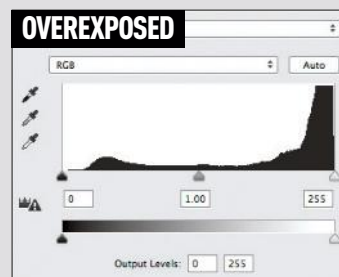 OVEREXPOSED
RGB
Auto
0 1.00 255
Output Levels: 0 255